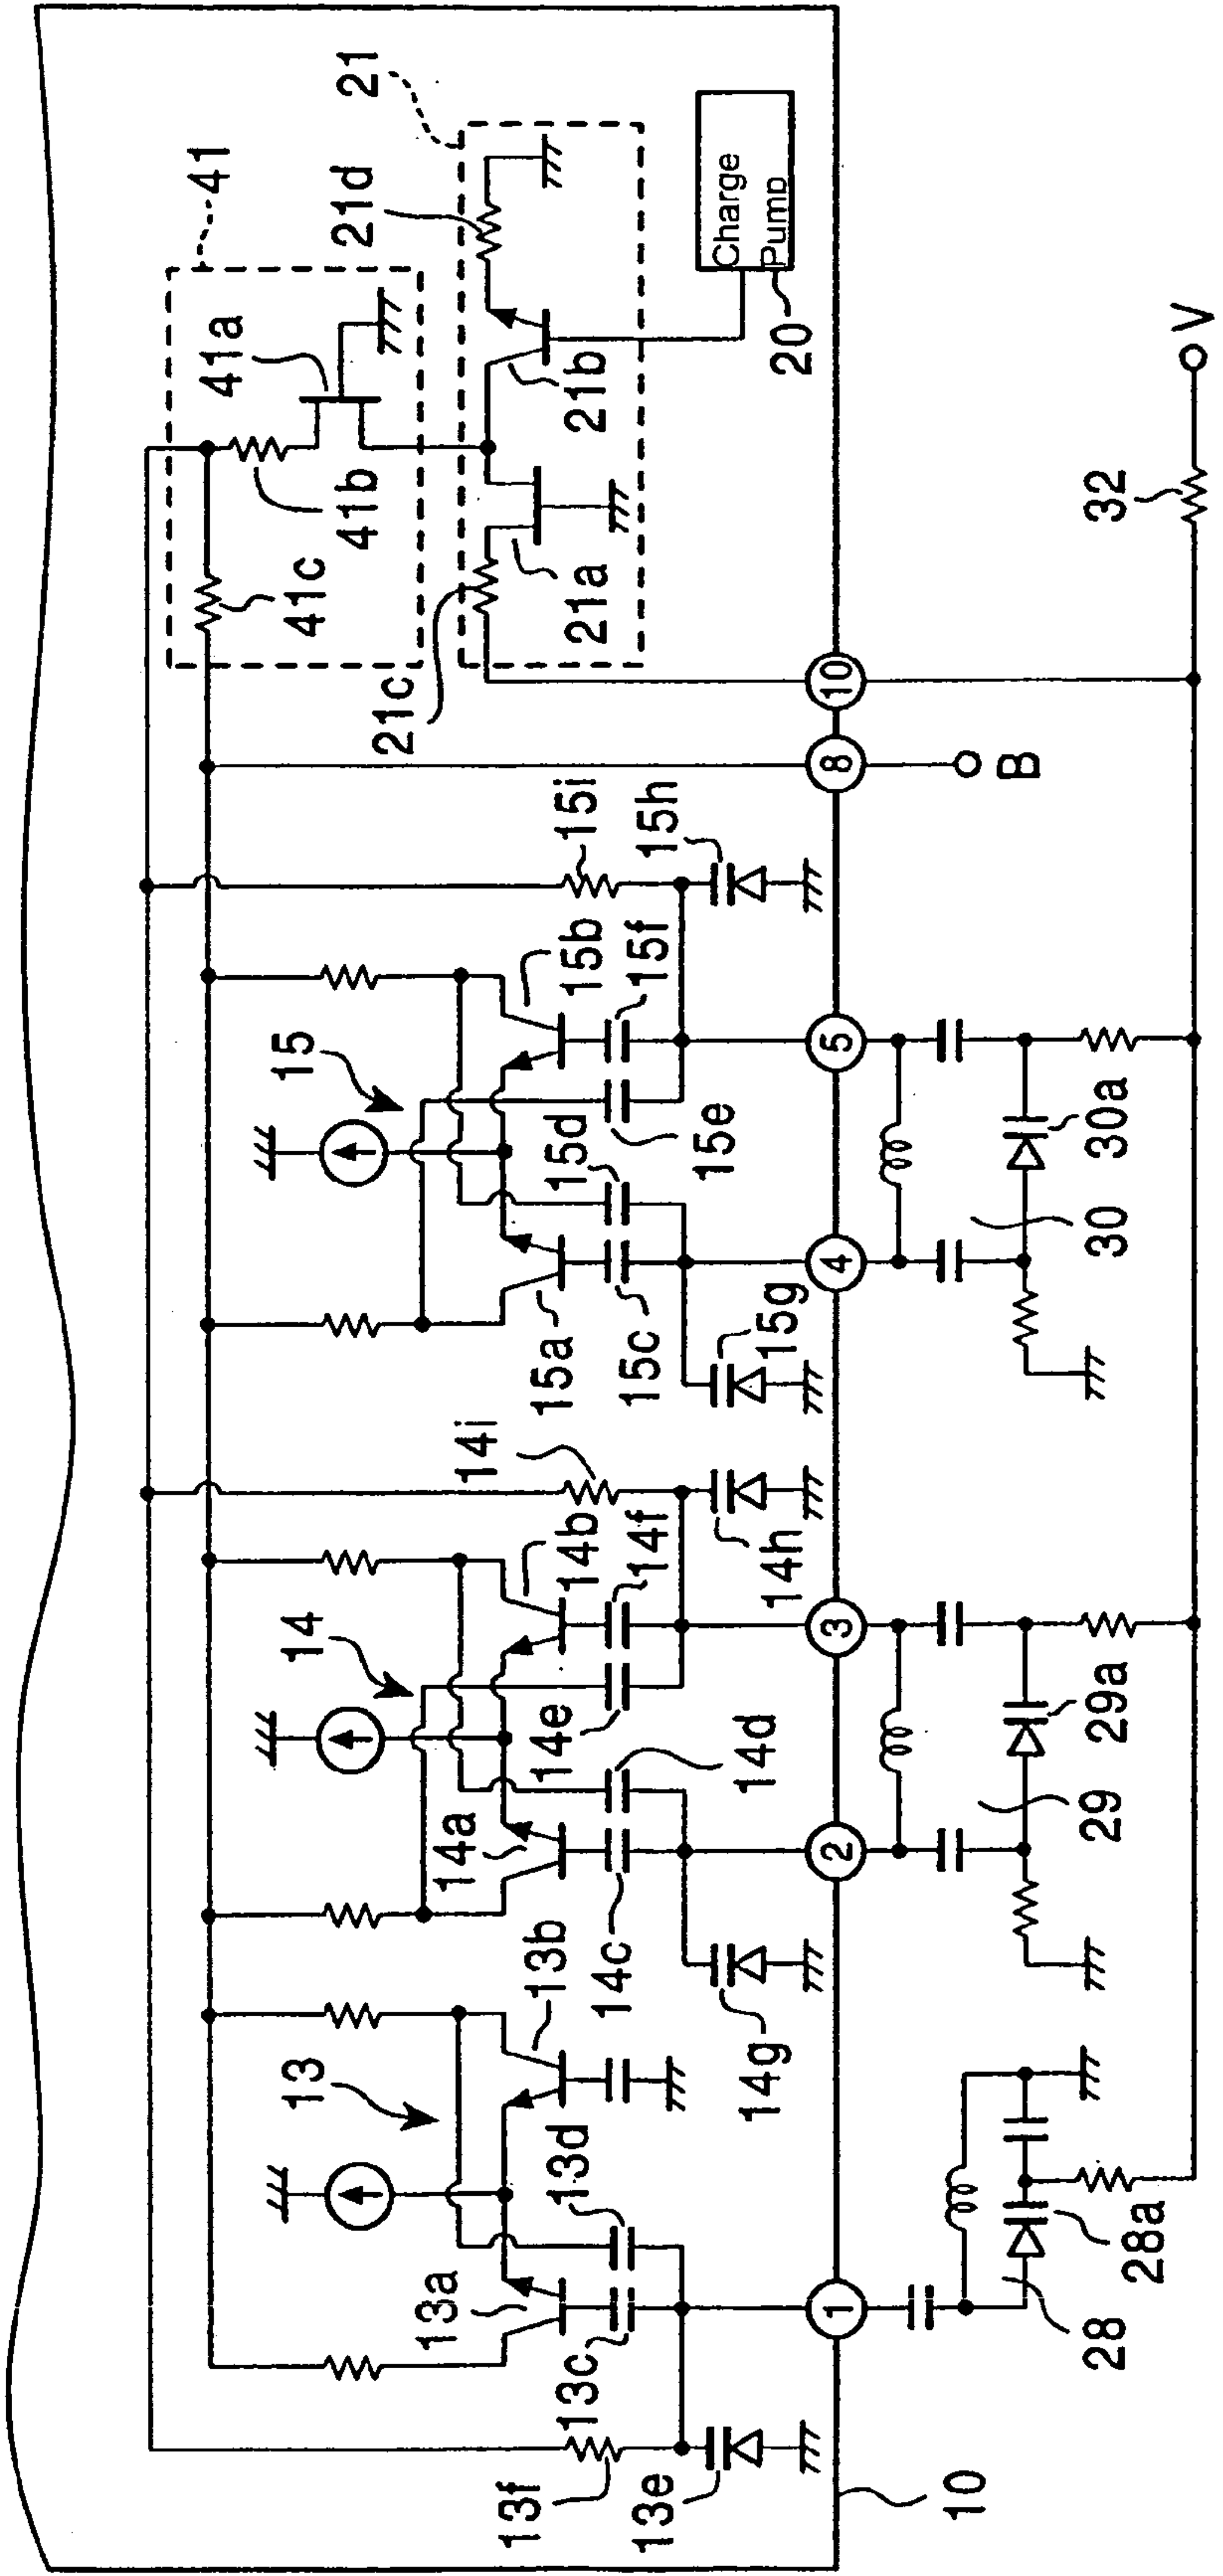 41
21
21d
41a
Charge
Pump
20
21b
41b
41c
21a
21c
32
V
10
8
B
15i
15h
15b
15f
15
15d
15e
5
30a
30
4
15a
15c
15g
14i
14b
14f
14h
14
14e
14d
3
29a
29
14a
2
13b
14c
14g
13
13d
13a
13c
1
28a
28
13f
13e
10